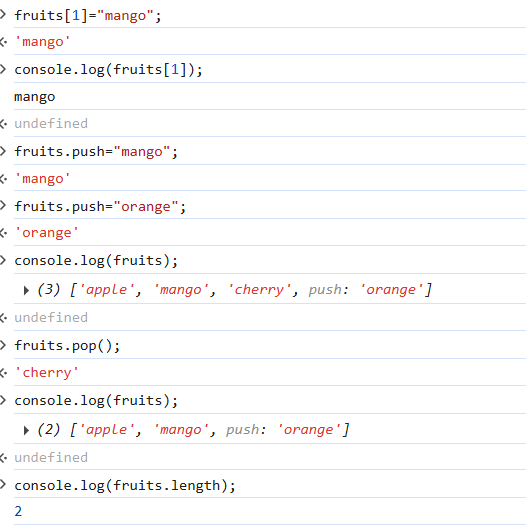 fruits[1]="mango";
'mango'
console.log(fruits[1]);
mango
undefined
fruits.push="mango";
'mango'
fruits.push="orange";
'orange'
console.log(fruits);
(3) ['apple', 'mango', 'cherry', push: 'orange']
undefined
fruits.pop();
'cherry'
console.log(fruits);
(2) ['apple', 'mango', push: 'orange']
undefined
console.log(fruits.length);
2